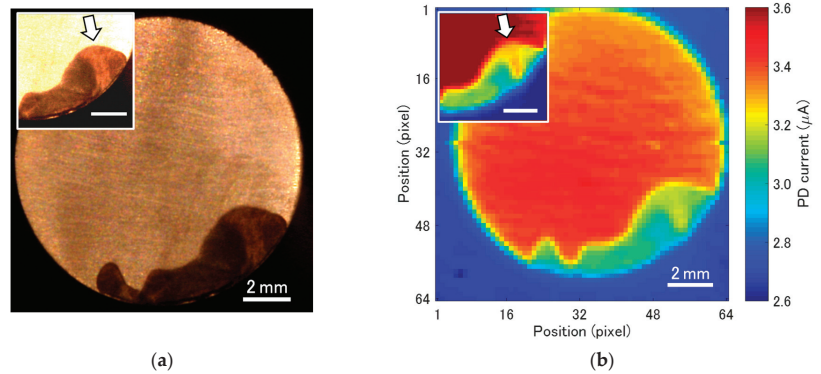 2 mm
(a)
1
16
32
48
64
Position (pixel)
1
16
32
48
64
Position (pixel)
2 mm
3.6
3.4
3.2
3.0
2.8
2.6
PD current (μA)
(b)